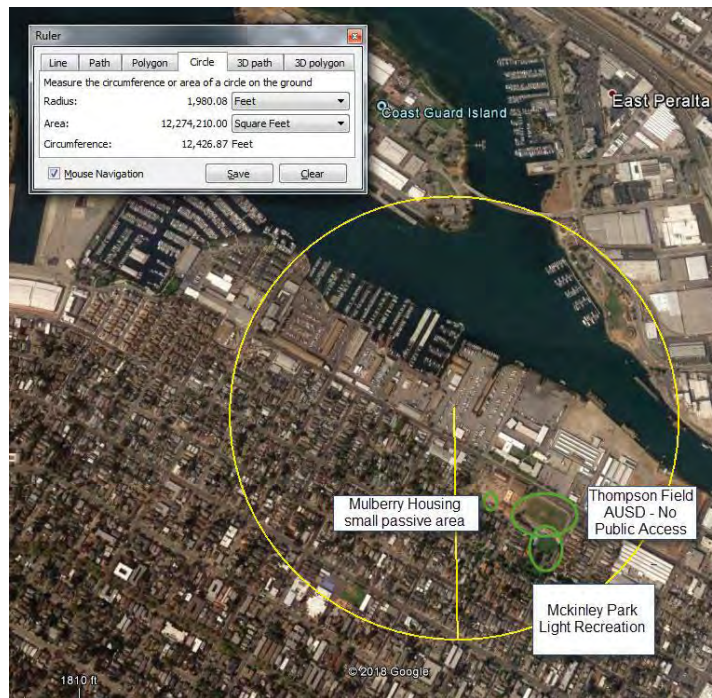 Ruler
Line Path Polygon Circle 3D path 3D polygon
Measure the circumference or area of a circle on the ground
Radius: 1,980.08 Feet
Area: 12,274,210.00 Square Feet
Circumference: 12,426.87 Feet
Mouse Navigation Save Clear
Coast Guard Island
East Peralta
Mulberry Housing
small passive area
Thompson Field
AUSD - No
Public Access
Mckinley Park
Light Recreation
©2018 Google
1810 ft